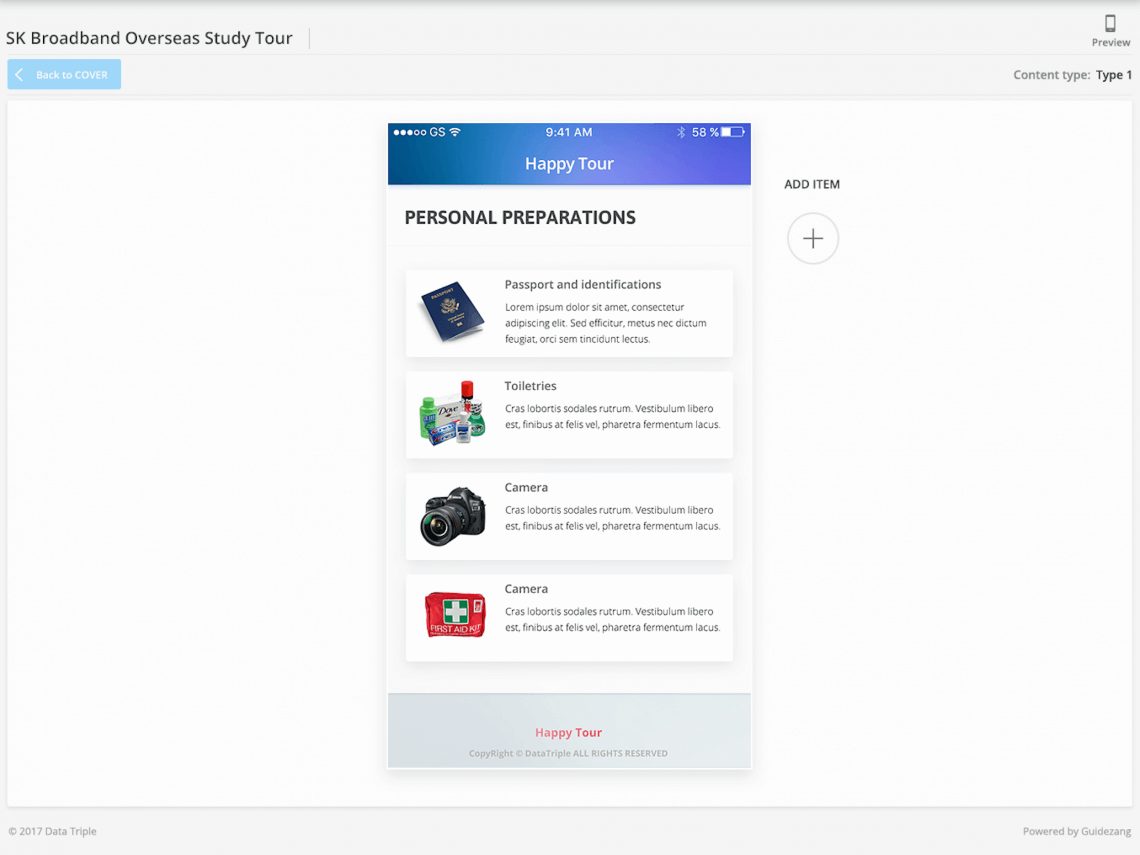 SK Broadband Overseas Study Tour
Preview
Back to COVER
Content type: Type 1
GS 9:41 AM 58 %
Happy Tour
ADD ITEM
PERSONAL PREPARATIONS
PASSPORT
Passport and identifications
Lorem ipsum dolor sit amet, consectetur
adipiscing elit. Sed efficitur, metus nec dictum
feugiat, orci sem tincidunt lectus.
Dove
Toiletries
Cras lobortis sodales rutrum. Vestibulum libero
est, finibus at felis vel, pharetra fermentum lacus.
Camera
Cras lobortis sodales rutrum. Vestibulum libero
est, finibus at felis vel, pharetra fermentum lacus.
FIRST AID KIT
Camera
Cras lobortis sodales rutrum. Vestibulum libero
est, finibus at felis vel, pharetra fermentum lacus.
Happy Tour
CopyRight © DataTriple ALL RIGHTS RESERVED
© 2017 Data Triple
Powered by Guidezang